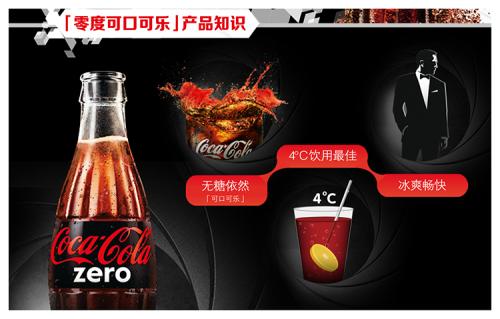 「零度可口可乐」产品知识
Coca-Cola
zero
Coca-Cola
无糖依然
「可口可乐」
4℃饮用最佳
冰爽畅快
4℃